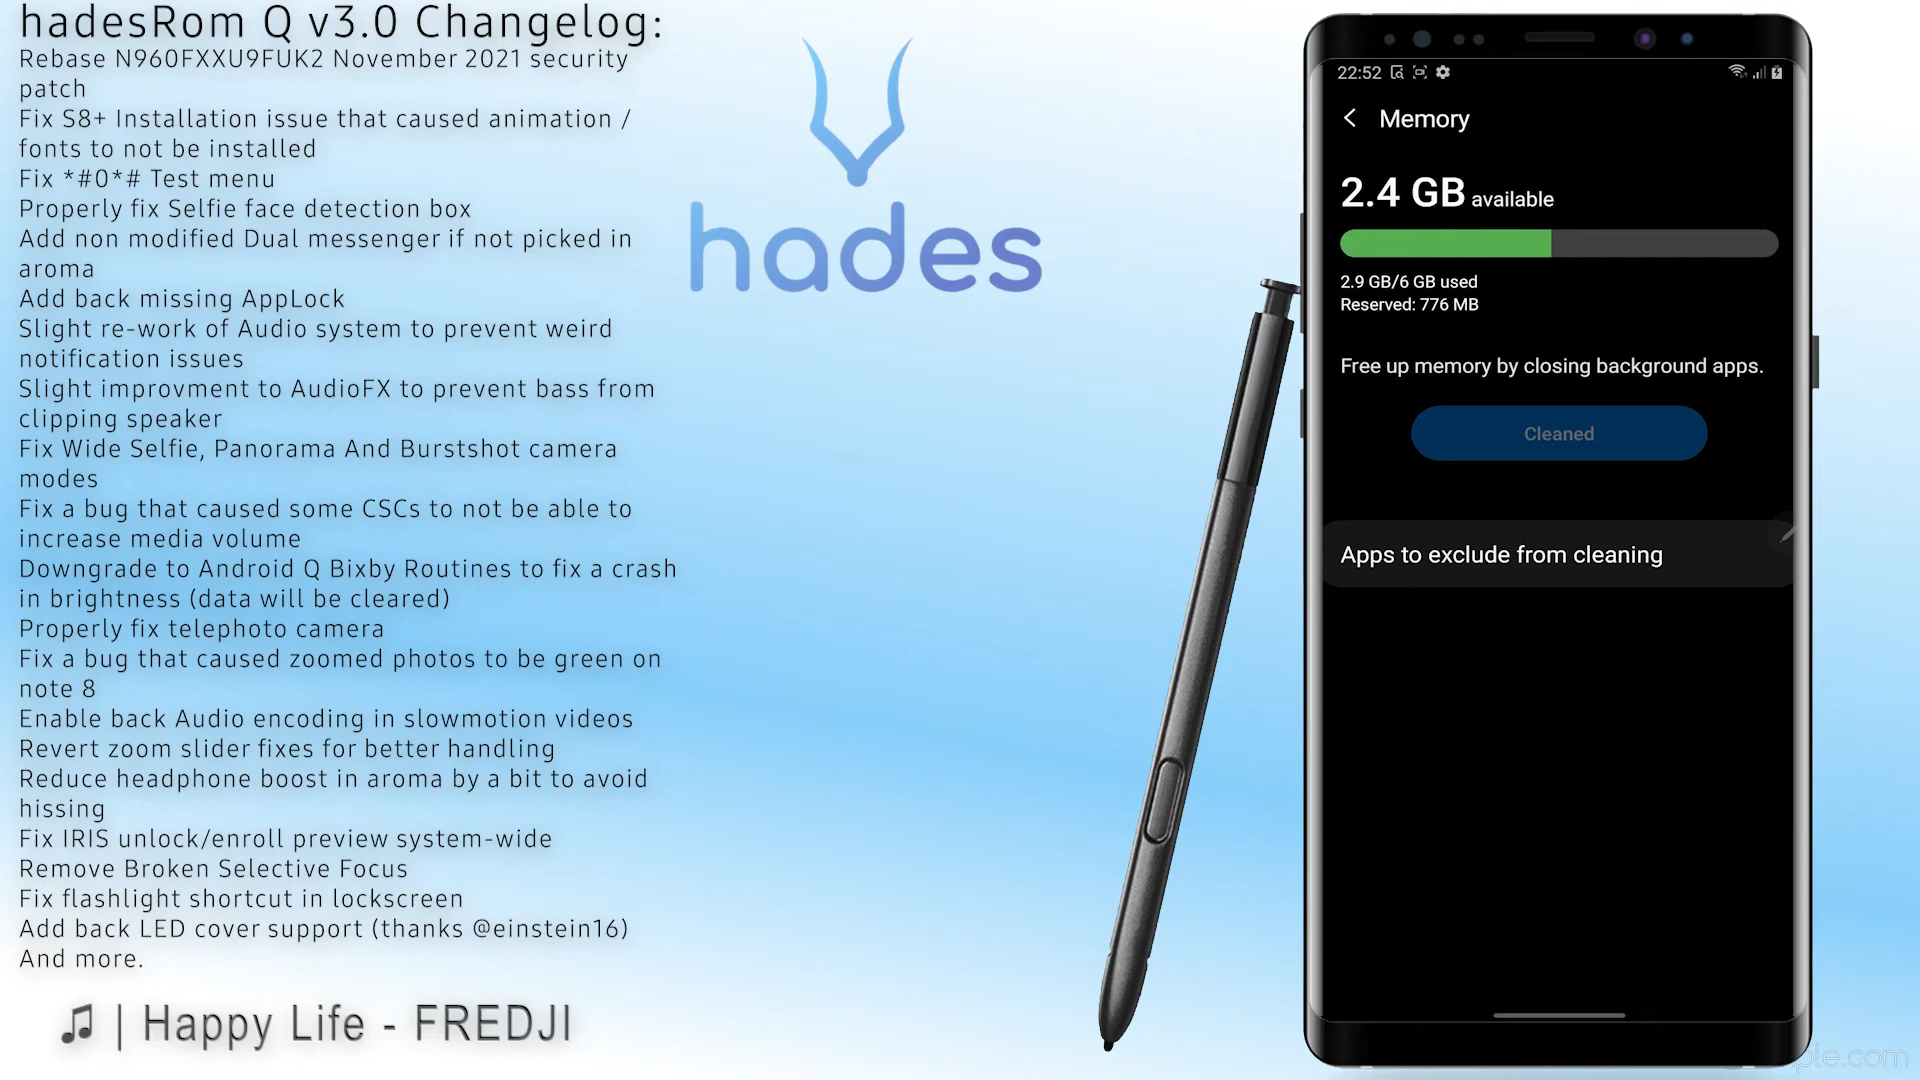 hadesRom Q v3.0 Changelog:
Rebase N960FXXU9FUK2 November 2021 security
patch
Fix S8+ Installation issue that caused animation /
fonts to not be installed
Fix *#0*# Test menu
Properly fix Selfie face detection box
Add non modified Dual messenger if not picked in
aroma
Add back missing AppLock
Slight re-work of Audio system to prevent weird
notification issues
Slight improvment to AudioFX to prevent bass from
clipping speaker
Fix Wide Selfie, Panorama And Burstshot camera
modes
Fix a bug that caused some CSCs to not be able to
increase media volume
Downgrade to Android Q Bixby Routines to fix a crash
in brightness (data will be cleared)
Properly fix telephoto camera
Fix a bug that caused zoomed photos to be green on
note 8
Enable back Audio encoding in slowmotion videos
Revert zoom slider fixes for better handling
Reduce headphone boost in aroma by a bit to avoid
hissing
Fix IRIS unlock/enroll preview system-wide
Remove Broken Selective Focus
Fix flashlight shortcut in lockscreen
Add back LED cover support (thanks @einstein16)
And more.
♫ | Happy Life - FREDJI
hades
22:52
Memory
2.4 GB available
2.9 GB/6 GB used
Reserved: 776 MB
Free up memory by closing background apps.
Cleaned
Apps to exclude from cleaning